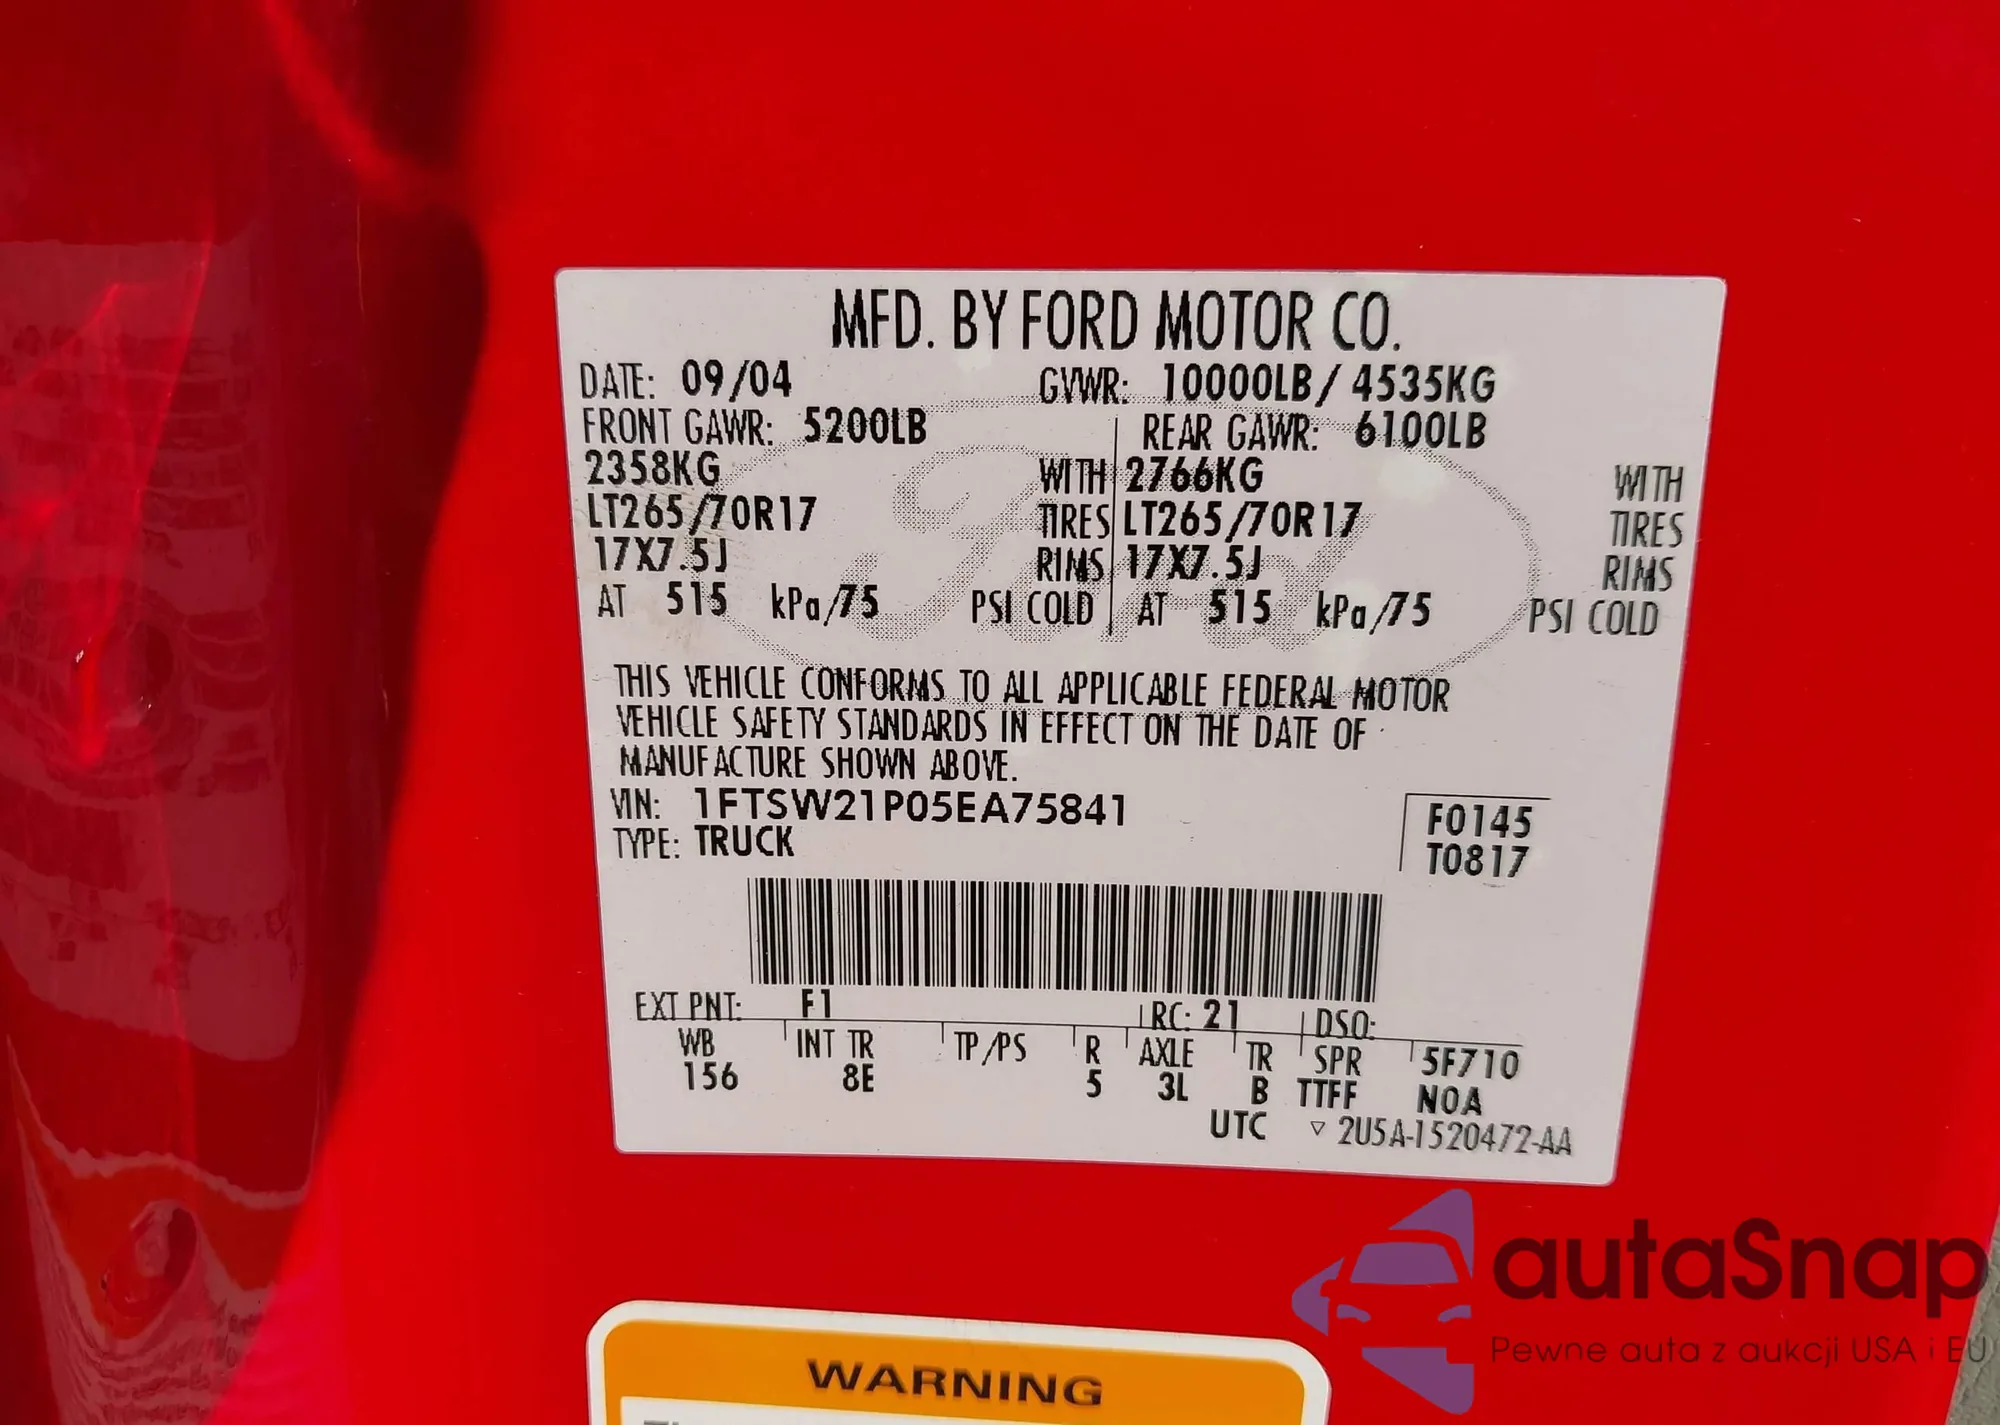 MFD. BY FORD MOTOR CO.
DATE: 09/04 GVWR: 10000LB/ 4535KG
FRONT GAWR: 5200LB REAR GAWR: 6100LB
2358KG WITH 2766KG WITH
LT265/70R17 TIRES LT265/70R17 TIRES
17X7.5J RIMS 17X7.5J RIMS
AT 515 kPa/75 PSI COLD AT 515 kPa/75 PSI COLD
THIS VEHICLE CONFORMS TO ALL APPLICABLE FEDERAL MOTOR
VEHICLE SAFETY STANDARDS IN EFFECT ON THE DATE OF
MANUFACTURE SHOWN ABOVE.
VIN: 1FTSW21P05EA75841 F0145
TYPE: TRUCK T0817
EXT PNT: F1 RC: 21 DSO:
WB INT TR TP/PS R AXLE TR SPR 5F710
156 8E 5 3L B TTFF NOA
UTC ▽ 2U5A-1520472-AA
Ford
WARNING
autaSnap
Pewne auta z aukcji USA i EU